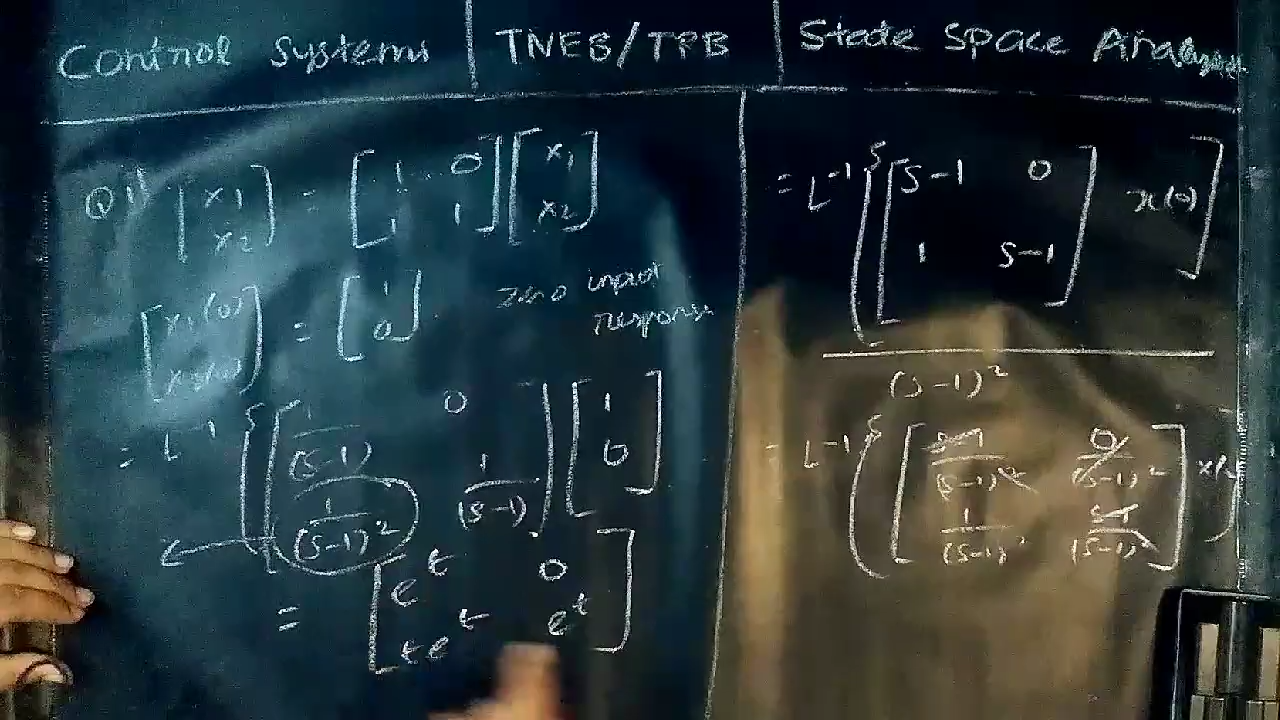 Control Systems | TNEB/TPB | State Space Analysis
Q1) [x1 x2] = [1 0 1 1] [x1 x2]
[x1(0) x2(0)] = [1 0] zero input response
= L-1 ([1/(s-1) 0 1/(s-1)² 1/(s-1)] [1 0]
= [e^t 0 te^t e^t]
= L-1 [[s-1 0 1 s-1] x(0)]
(s-1)²
= L-1 ([s-1/(s-1)² 0/(s-1)² 1/(s-1)² s-1/(s-1)²]